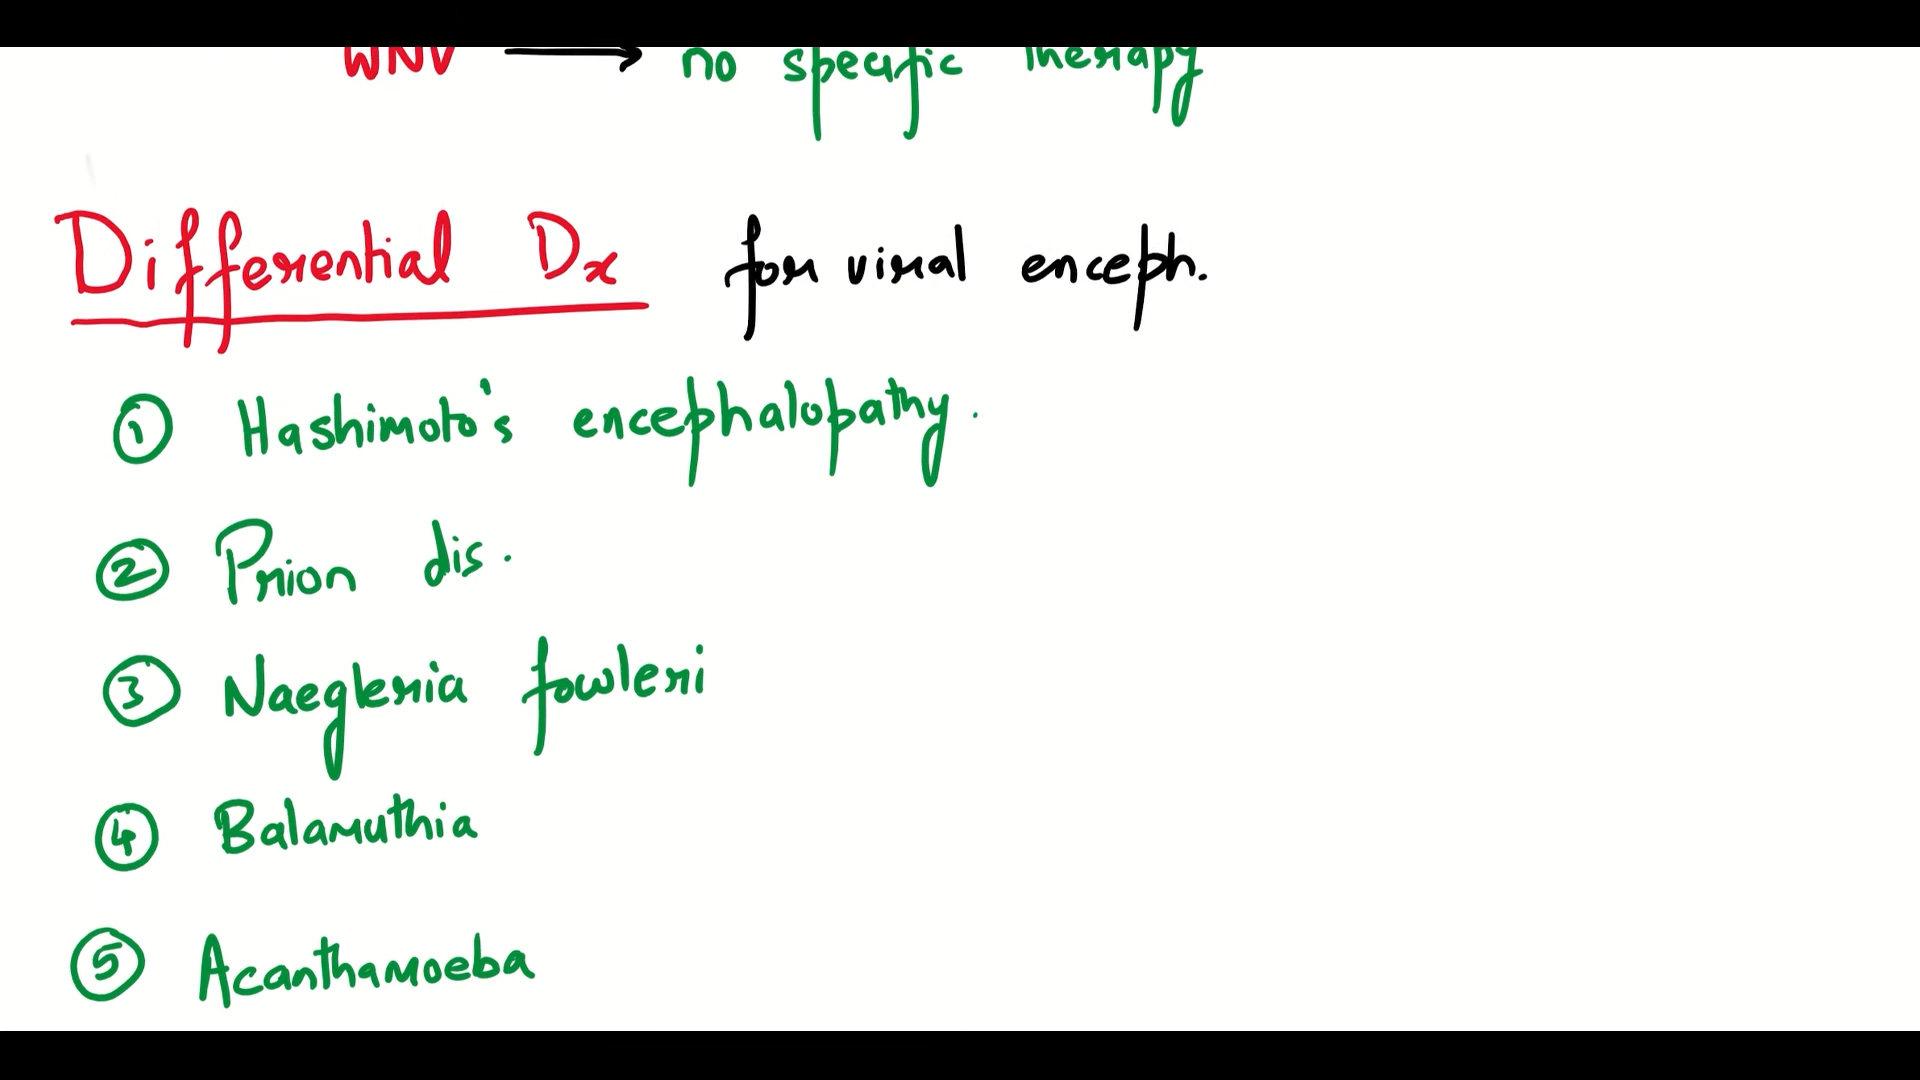 WNV → no specific therapy
Differential Dx for viral enceph.
① Hashimoto's encephalopathy.
② Prion dis.
③ Naegleria fowleri
④ Balamuthia
⑤ Acanthamoeba